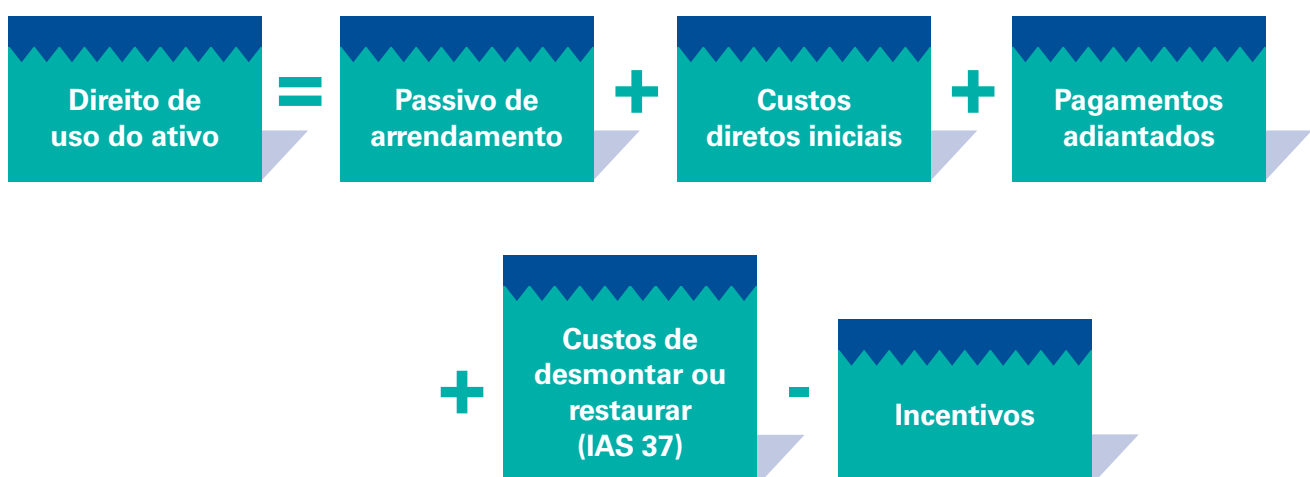 Direito de
uso do ativo
=
Passivo de
arrendamento
+
Custos
diretos iniciais
+
Pagamentos
adiantados
+
Custos de
desmontar ou
restaurar
(IAS 37)
-
Incentivos